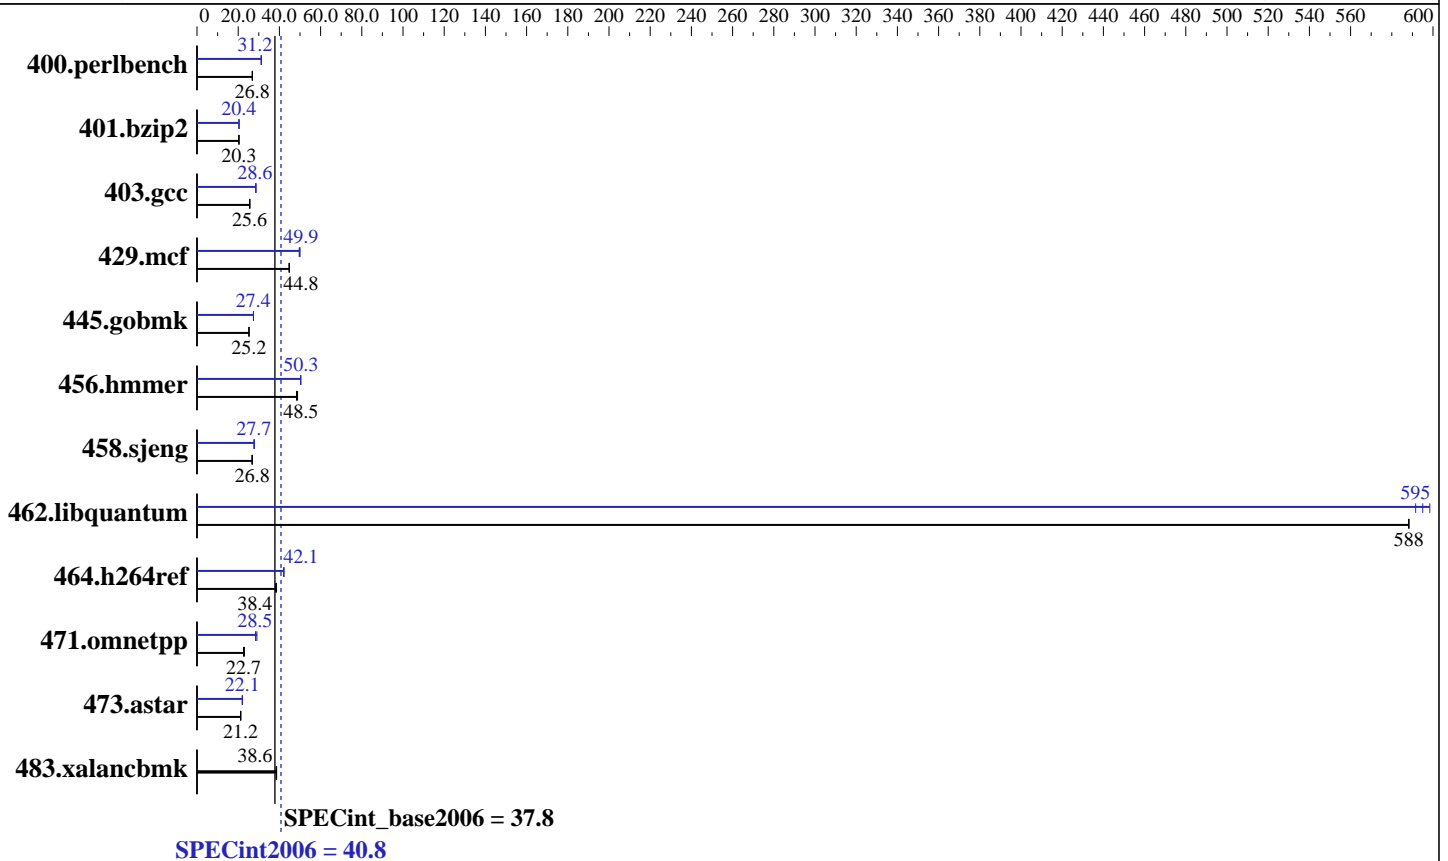 0 20.0 40.0 60.0 80.0 100 120 140 160 180 200 220 240 260 280 300 320 340 360 380 400 420 440 460 480 500 520 540 560 600
31.2
400.perlbench
26.8
20.4
401.bzip2
20.3
28.6
403.gcc
25.6
49.9
429.mcf
44.8
27.4
445.gobmk
25.2
50.3
456.hmmer
48.5
27.7
458.sjeng
26.8
595
462.libquantum
588
42.1
464.h264ref
38.4
28.5
471.omnetpp
22.7
22.1
473.astar
21.2
38.6
483.xalancbmk
SPECint_base2006 = 37.8
SPECint2006 = 40.8